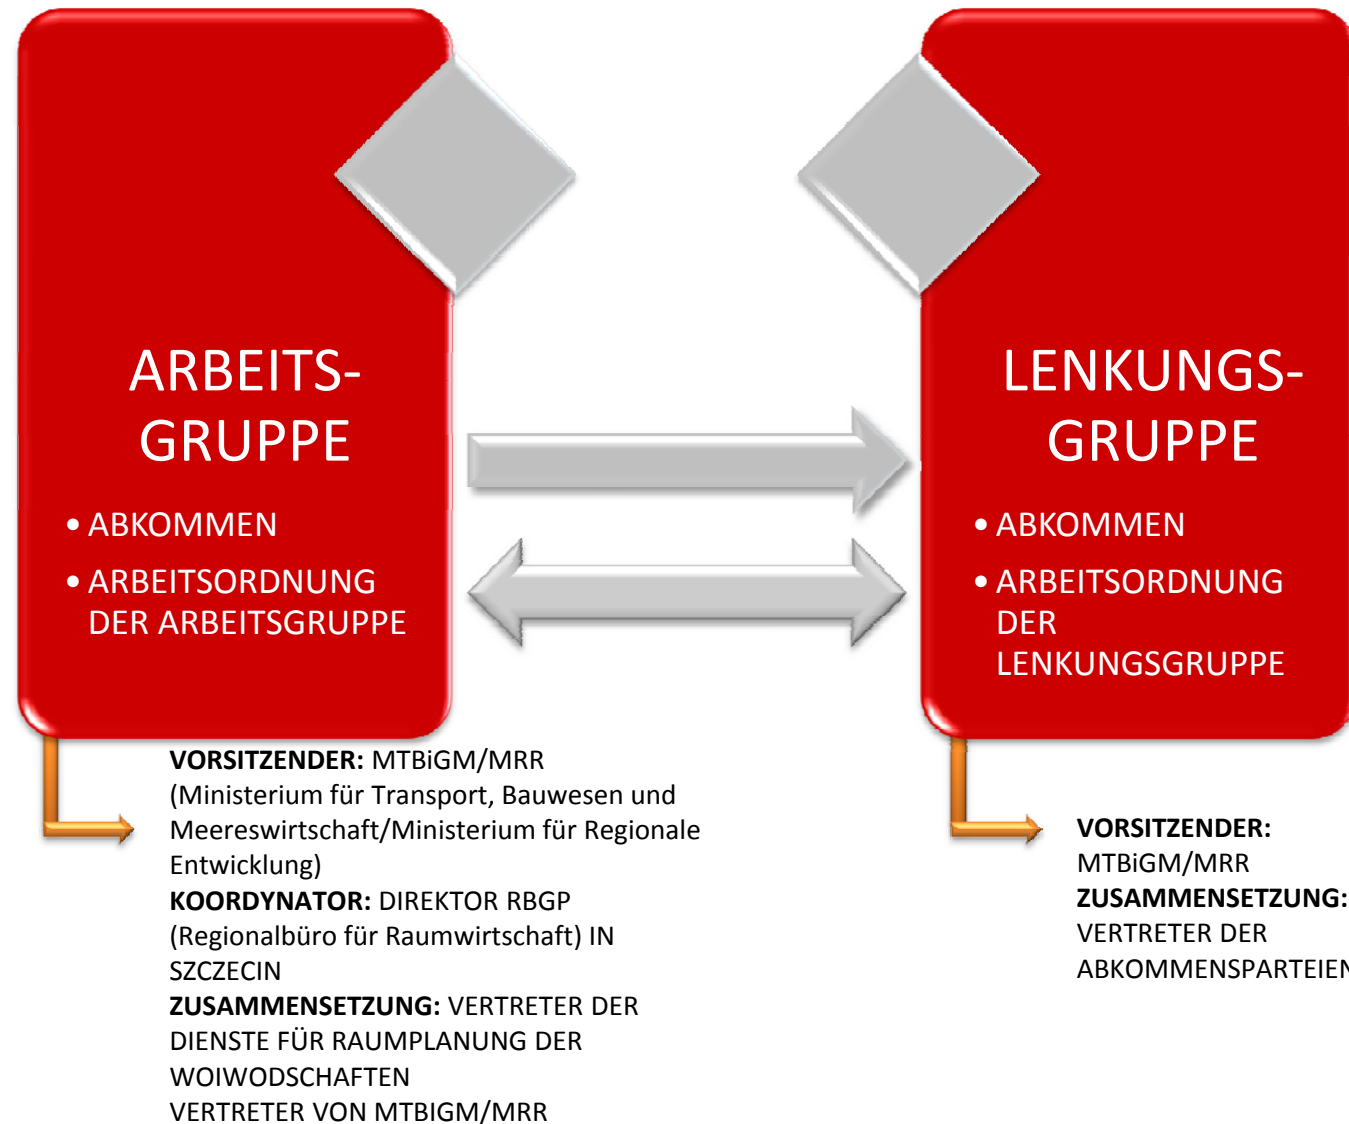 ARBEITS-
GRUPPE
• ABKOMMEN
• ARBEITSORDNUNG
DER ARBEITSGRUPPE
LENKUNGS-
GRUPPE
• ABKOMMEN
• ARBEITSORDNUNG
DER
LENKUNGSGRUPPE
VORSITZENDER: MTBiGM/MRR
(Ministerium für Transport, Bauwesen und
Meereswirtschaft/Ministerium für Regionale
Entwicklung)
KOORDYNATOR: DIREKTOR RBGP
(Regionalbüro für Raumwirtschaft) IN
SZCZECIN
ZUSAMMENSETZUNG: VERTRETER DER
DIENSTE FÜR RAUMPLANUNG DER
WOIWODSCHAFTEN
VERTRETER VON MTBIGM/MRR
VORSITZENDER:
MTBiGM/MRR
ZUSAMMENSETZUNG:
VERTRETER DER
ABKOMMENSPARTEIEN